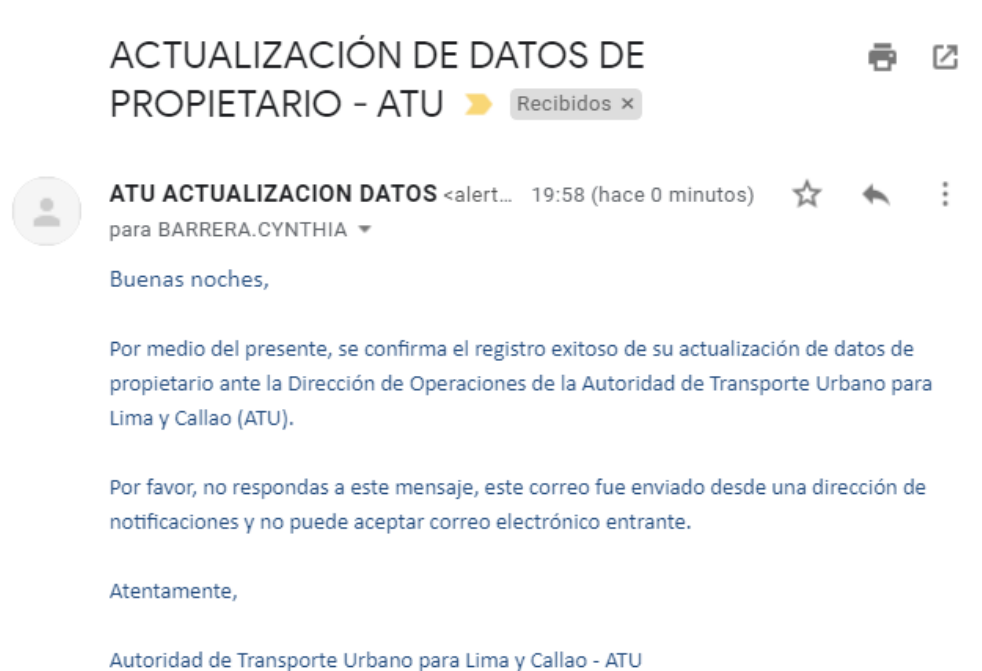 ACTUALIZACIÓN DE DATOS DE
PROPIETARIO - ATU Recibidos ×
ATU ACTUALIZACION DATOS <alert... 19:58 (hace 0 minutos)
para BARRERA.CYNTHIA
Buenas noches,
Por medio del presente, se confirma el registro exitoso de su actualización de datos de
propietario ante la Dirección de Operaciones de la Autoridad de Transporte Urbano para
Lima y Callao (ATU).
Por favor, no respondas a este mensaje, este correo fue enviado desde una dirección de
notificaciones y no puede aceptar correo electrónico entrante.
Atentamente,
Autoridad de Transporte Urbano para Lima y Callao - ATU